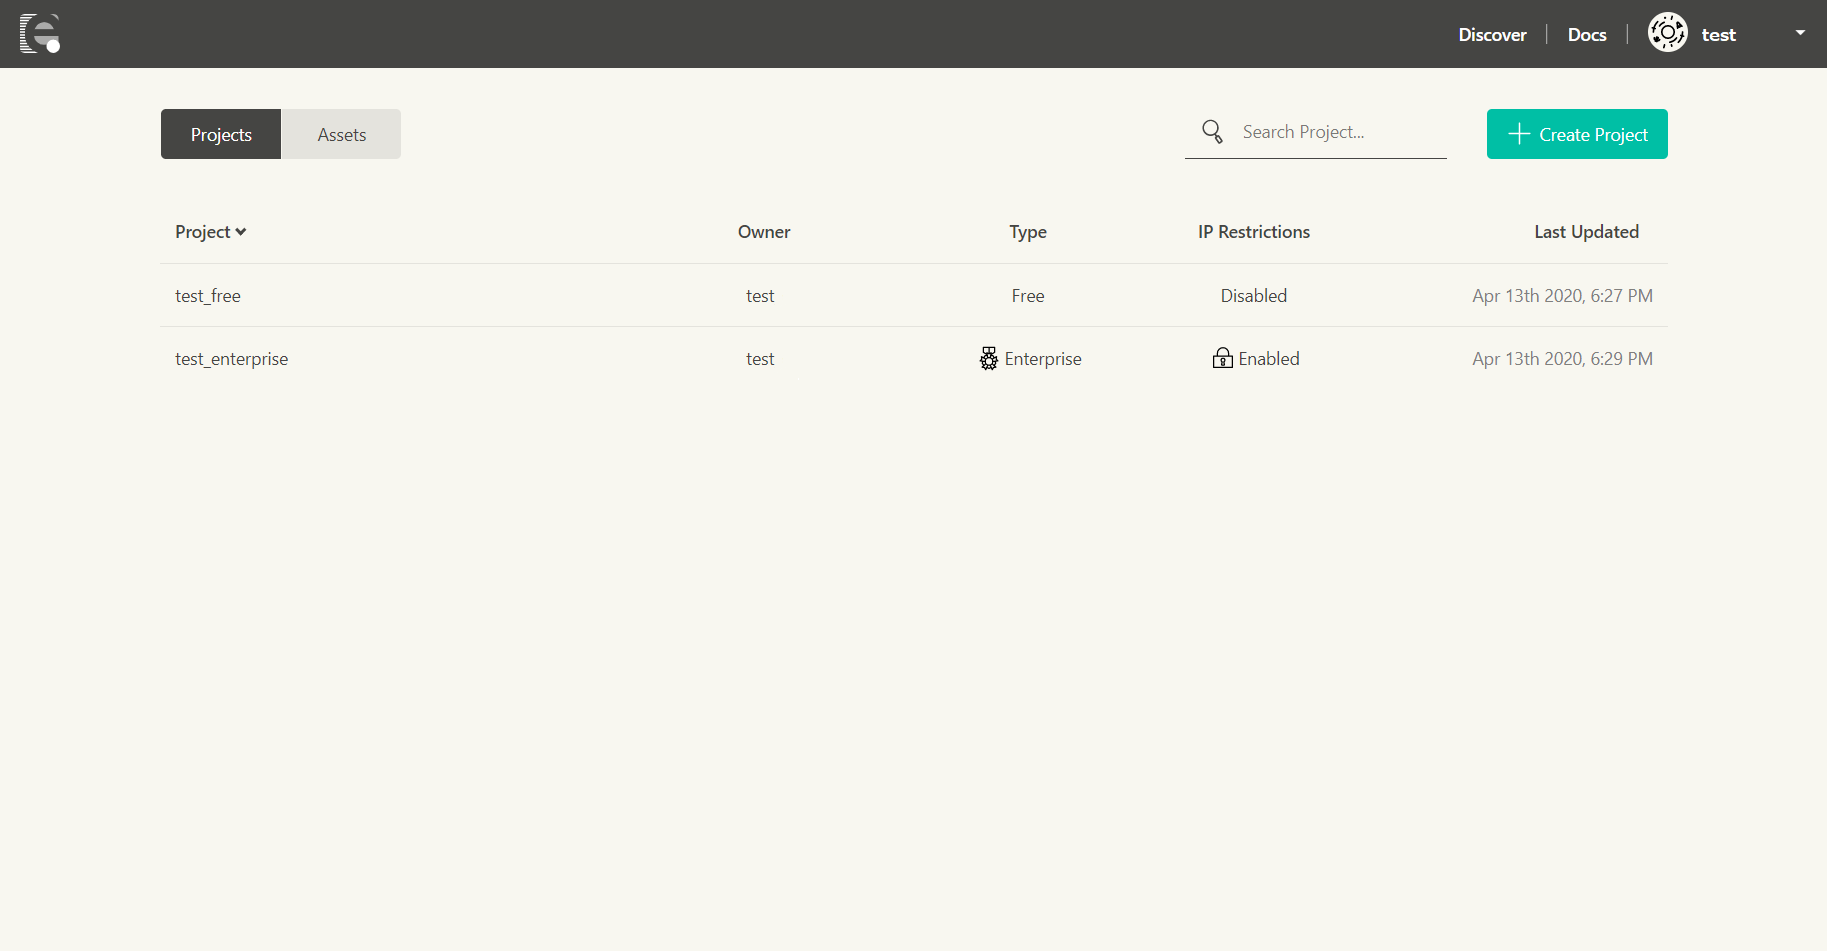 Discover Docs test
Projects Assets Search Project... Create Project
Project Owner Type IP Restrictions Last Updated
test_free test Free Disabled Apr 13th 2020, 6:27 PM
test_enterprise test Enterprise Enabled Apr 13th 2020, 6:29 PM